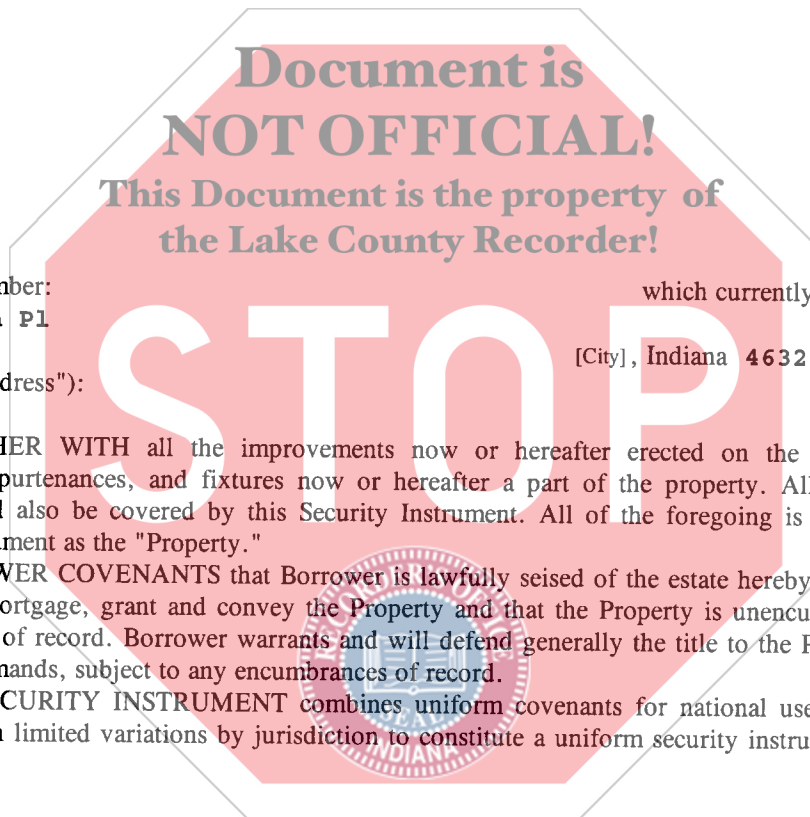 Document is
NOT OFFICIAL!
This Document is the property of
the Lake County Recorder!
nber: which currently
Pl
[City], Indiana 4632
dress"):
STOP
IER WITH all the improvements now or hereafter erected on the
purtenances, and fixtures now or hereafter a part of the property. All
also be covered by this Security Instrument. All of the foregoing is
ment as the "Property."
WER COVENANTS that Borrower is lawfully seised of the estate hereby
ortgage, grant and convey the Property and that the Property is unencu
of record. Borrower warrants and will defend generally the title to the P
nands, subject to any encumbrances of record.
CURITY INSTRUMENT combines uniform covenants for national use
limited variations by jurisdiction to constitute a uniform security instru
SEAL
INDIANA